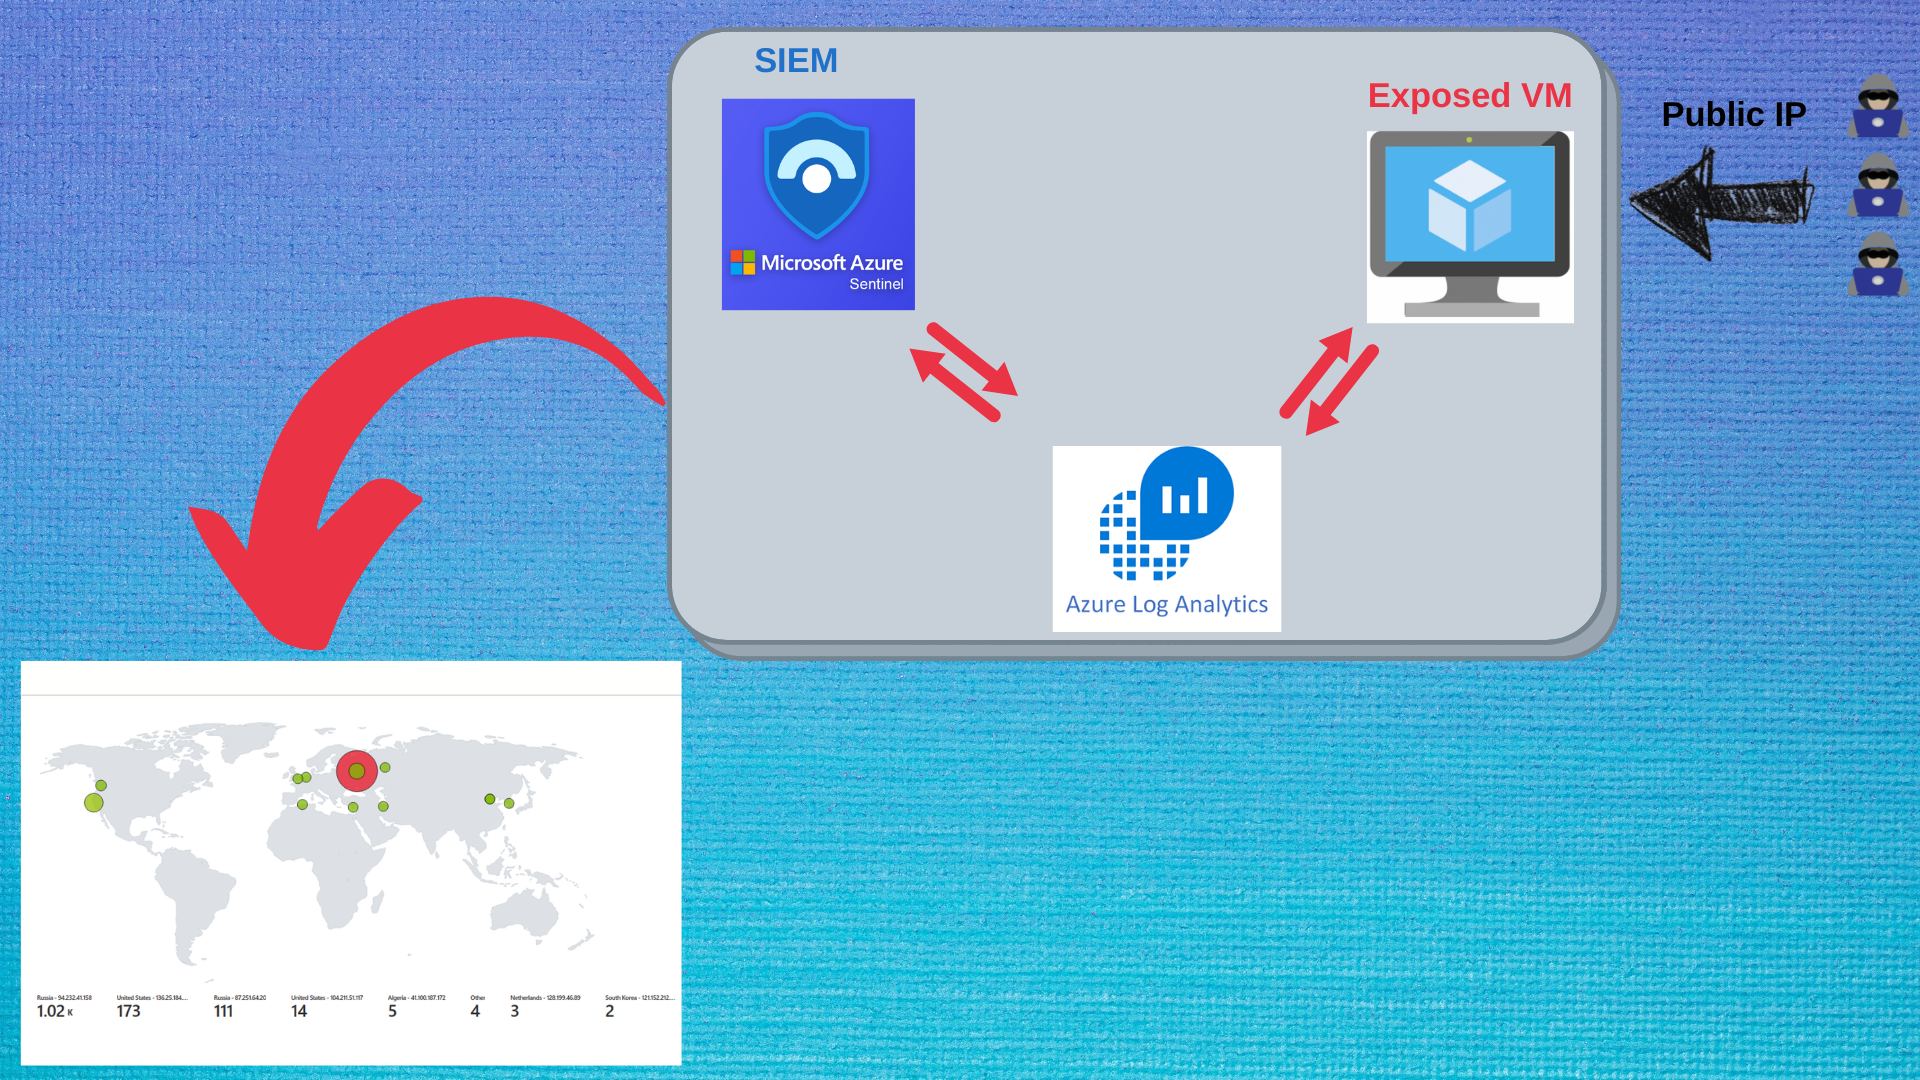 SIEM
Exposed VM
Public IP
Microsoft Azure
Sentinel
Azure Log Analytics
Russia - 94.232.41.158
1.02 K
United States - 136.25.184....
173
Russia - 87.251.64.20
111
United States - 104.211.51.117
14
Algeria - 41.100.187.172
5
Other
4
Netherlands - 128.199.46.89
3
South Korea - 121.152.212....
2